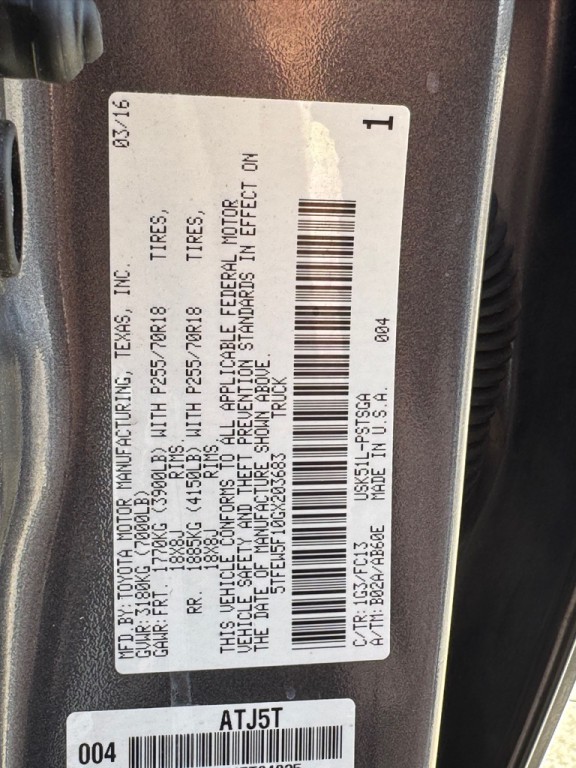 MFD.BY:TOYOTA MOTOR MANUFACTURING, TEXAS, INC. 03/16
GVWR:3180KG (7000LB)
GAWR:FRT. 1770KG (3900LB) WITH P255/70R18 TIRES,
18X8J RIMS
RR. 1885KG (4150LB) WITH P255/70R18 TIRES,
18X8J RIMS
THIS VEHICLE CONFORMS TO ALL APPLICABLE FEDERAL MOTOR
VEHICLE SAFETY AND THEFT PREVENTION STANDARDS IN EFFECT ON
THE DATE OF MANUFACTURE SHOWN ABOVE.
5TFEW5F10GX203683 TRUCK
C/TR:1G3/FC13 USK51L-PSTSGA 004 1
A/TM:B02A/AB60E MADE IN U.S.A.
ATJ5T
004